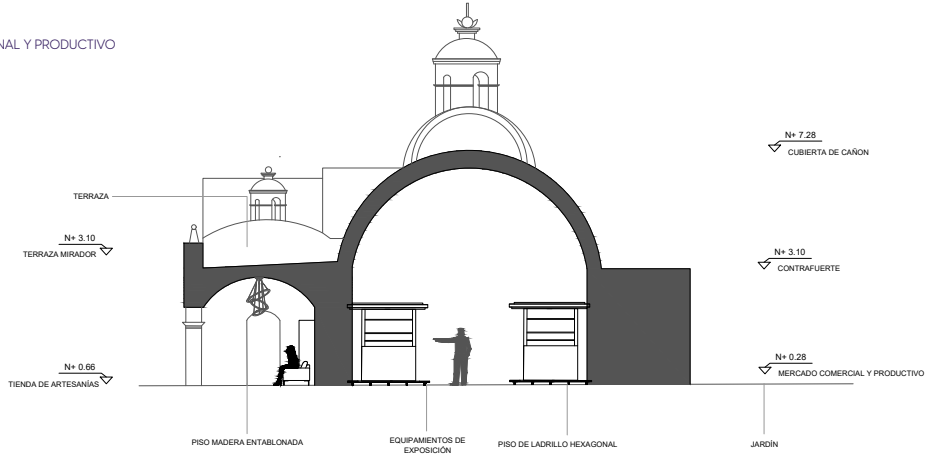 NAL Y PRODUCTIVO
N+ 7.28
CUBIERTA DE CAÑON
TERRAZA
N+ 3.10
TERRAZA MIRADOR
N+ 3.10
CONTRAFUERTE
N+ 0.66
TIENDA DE ARTESANÍAS
N+ 0.28
MERCADO COMERCIAL Y PRODUCTIVO
PISO MADERA ENTABLONADA
EQUIPAMIENTOS DE
EXPOSICIÓN
PISO DE LADRILLO HEXAGONAL
JARDÍN